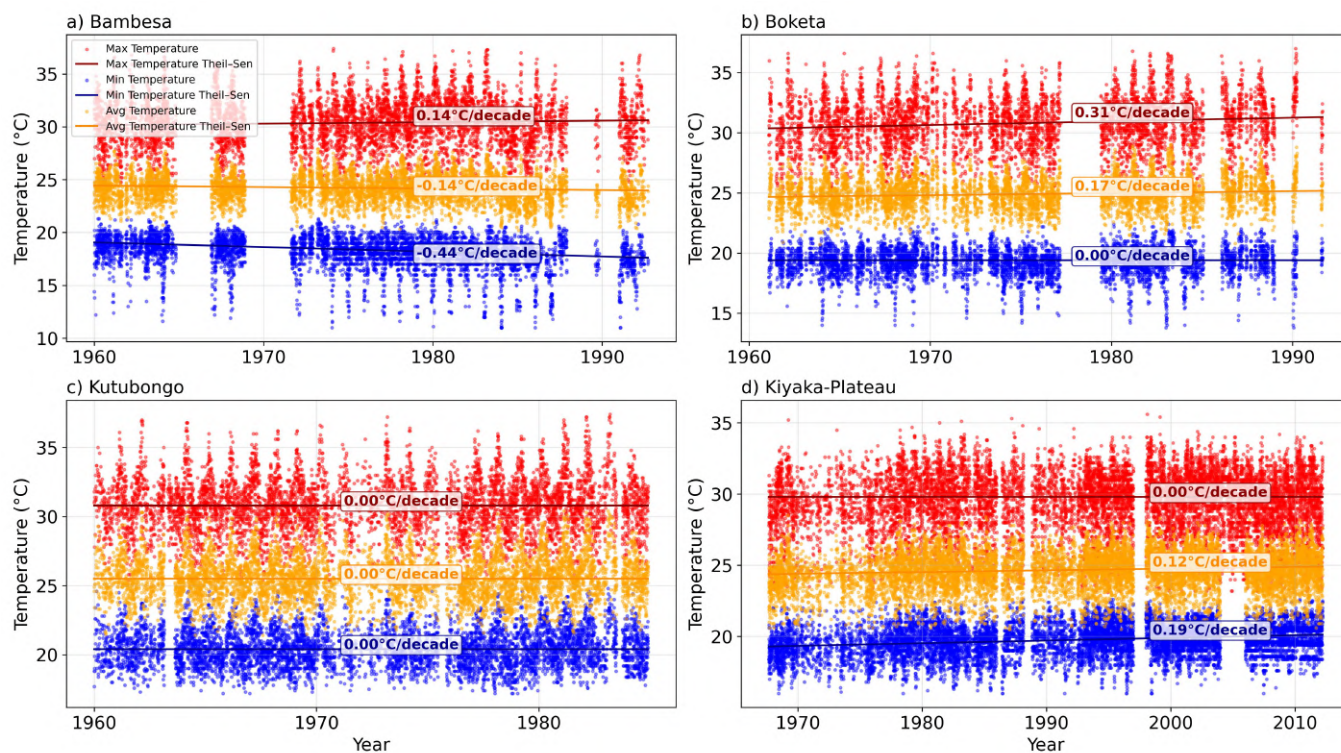 a) Bambesa
Temperature (°C)
35
30
25
20
15
10
Max Temperature
Max Temperature Theil–Sen
Min Temperature
Min Temperature Theil–Sen
Avg Temperature
Avg Temperature Theil–Sen
0.14°C/decade
-0.14°C/decade
-0.44°C/decade
1960
1970
1980
1990
b) Boketa
Temperature (°C)
35
30
25
20
15
0.31°C/decade
0.17°C/decade
0.00°C/decade
1960
1970
1980
1990
c) Kutubongo
Temperature (°C)
35
30
25
20
0.00°C/decade
0.00°C/decade
0.00°C/decade
1960
1970
1980
Year
d) Kiyaka-Plateau
Temperature (°C)
35
30
25
20
0.00°C/decade
0.12°C/decade
0.19°C/decade
1970
1980
1990
2000
2010
Year